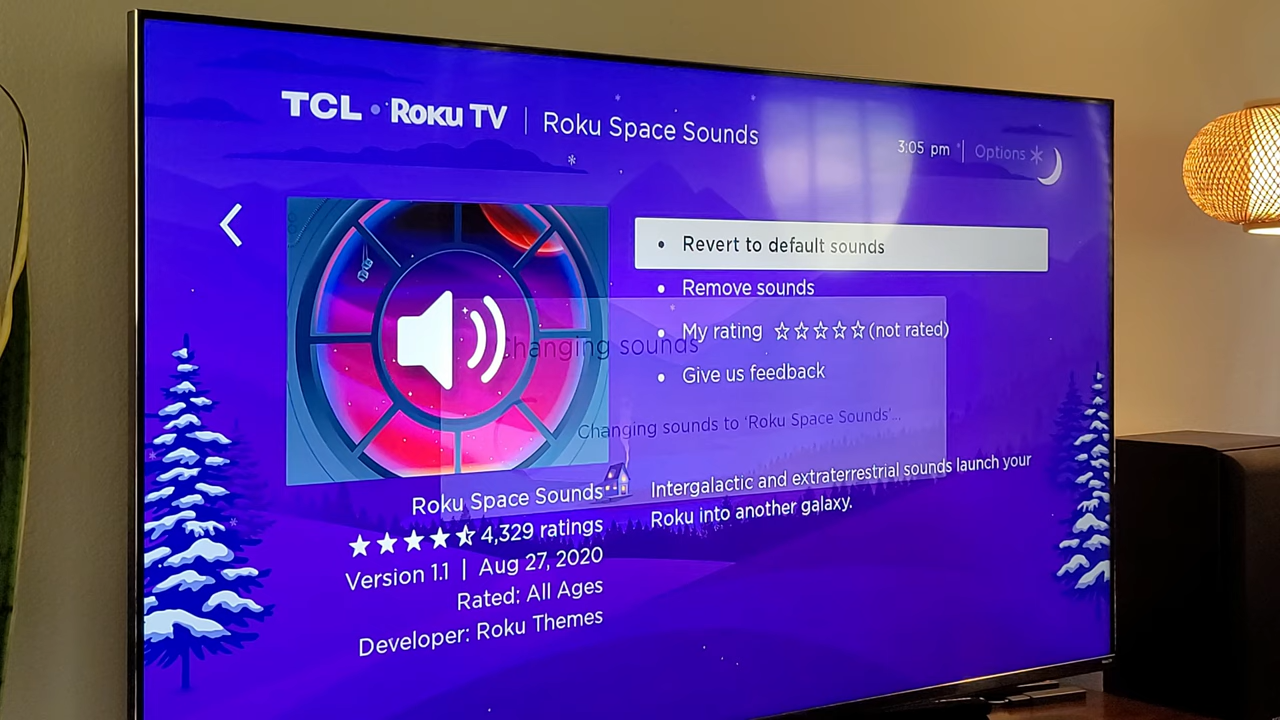 TCL • Roku TV | Roku Space Sounds
3:05 pm | Options
Revert to default sounds
Remove sounds
My rating ☆☆☆☆☆ (not rated)
Give us feedback
Changing sounds
Changing sounds to ‘Roku Space Sounds’...
Intergalactic and extraterrestrial sounds launch your
Roku into another galaxy.
Roku Space Sounds
4,329 ratings
Version 1.1 | Aug 27, 2020
Rated: All Ages
Developer: Roku Themes